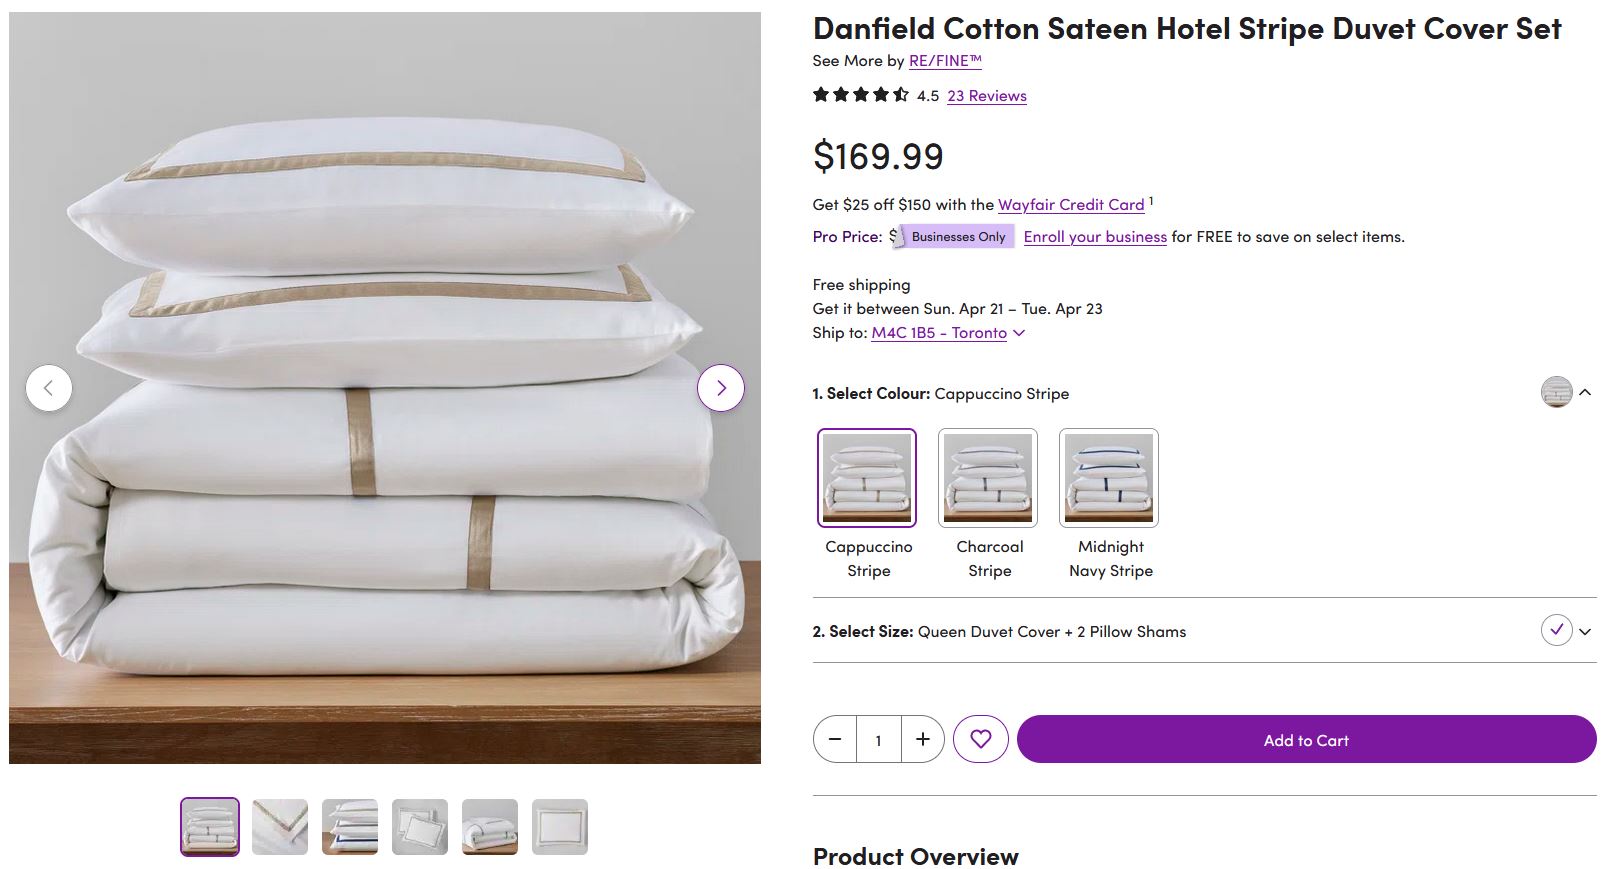 Danfield Cotton Sateen Hotel Stripe Duvet Cover Set
See More by RE/FINE™
4.5 23 Reviews
$169.99
Get $25 off $150 with the Wayfair Credit Card 1
Pro Price: $ Businesses Only Enroll your business for FREE to save on select items.
Free shipping
Get it between Sun. Apr 21 – Tue. Apr 23
Ship to: M4C 1B5 - Toronto
1. Select Colour: Cappuccino Stripe
Cappuccino Stripe
Charcoal Stripe
Midnight Navy Stripe
2. Select Size: Queen Duvet Cover + 2 Pillow Shams
1
Add to Cart
Product Overview